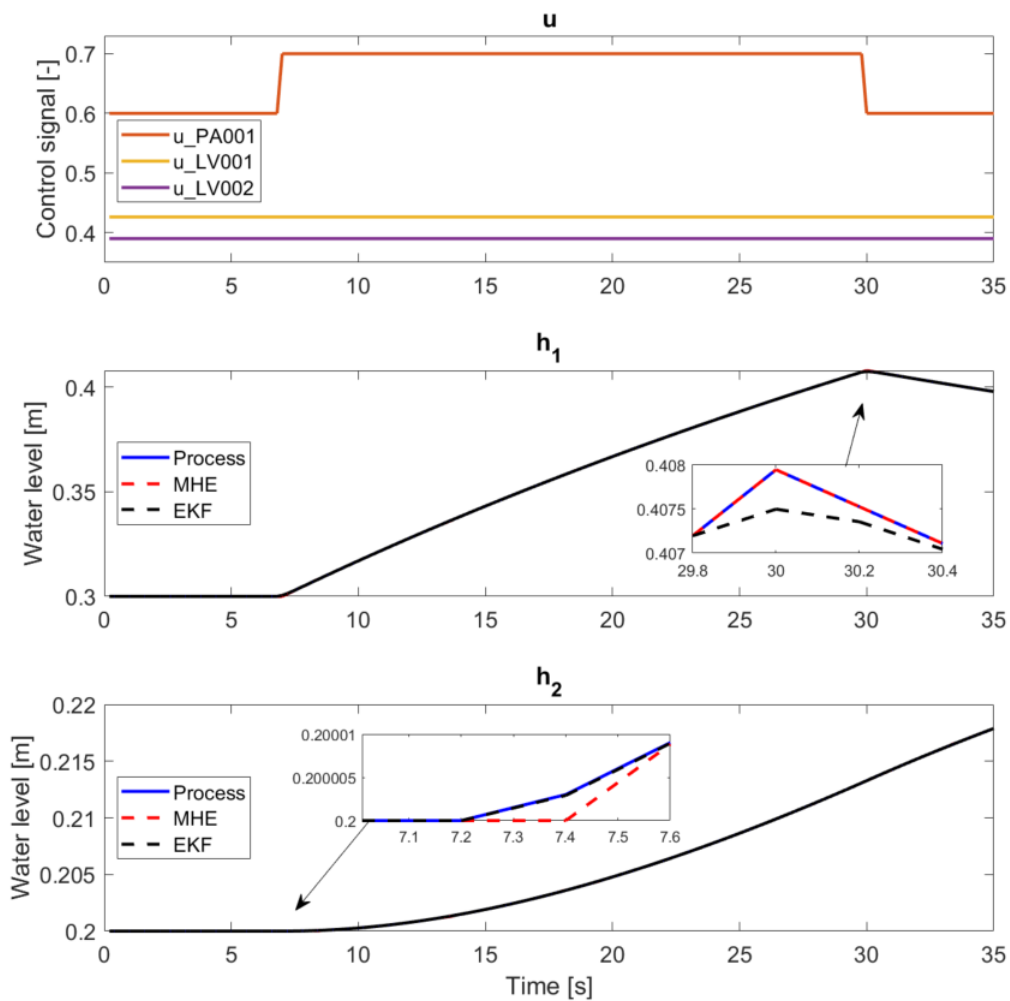 u
Control signal [-]
0.7
0.6
0.5
0.4
u_PA001
u_LV001
u_LV002
0 5 10 15 20 25 30 35
h1
Water level [m]
0.4
0.35
0.3
Process
MHE
EKF
0.408
0.4075
0.407
29.8 30 30.2 30.4
0 5 10 15 20 25 30 35
h2
Water level [m]
0.22
0.215
0.21
0.205
0.2
Process
MHE
EKF
0.20001
0.200005
0.2
7.1 7.2 7.3 7.4 7.5 7.6
0 5 10 15 20 25 30 35
Time [s]